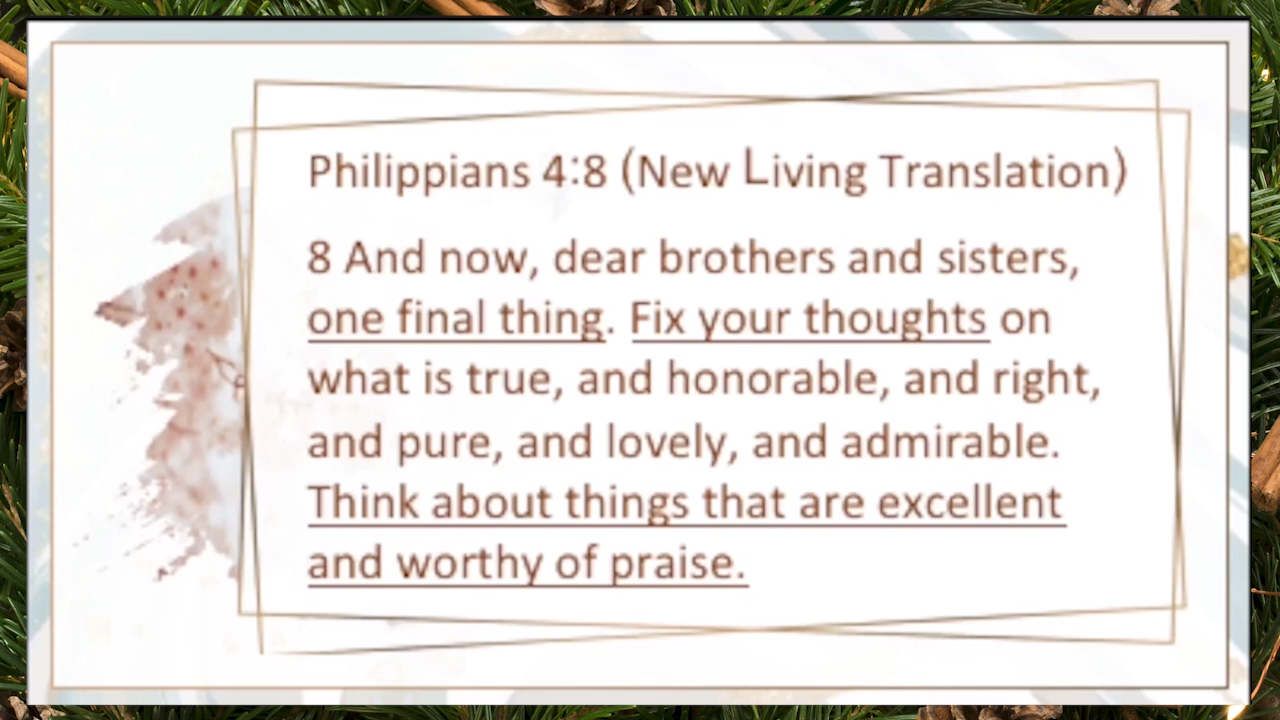 Philippians 4:8 (New Living Translation)
8 And now, dear brothers and sisters,
one final thing. Fix your thoughts on
what is true, and honorable, and right,
and pure, and lovely, and admirable.
Think about things that are excellent
and worthy of praise.